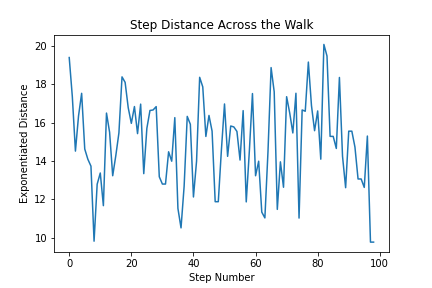 Step Distance Across the Walk
Exponentiated Distance
20
18
16
14
12
10
0 20 40 60 80 100
Step Number